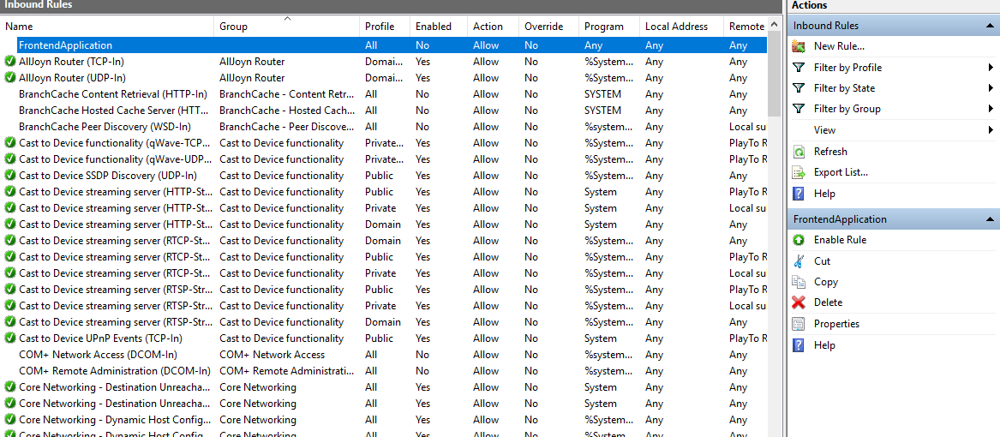 Inbound Rules
Name Group Profile Enabled Action Override Program Local Address Remote
FrontendApplication All No Allow No Any Any Any
AllJoyn Router (TCP-In) AllJoyn Router Domai... Yes Allow No %System... Any Any
AllJoyn Router (UDP-In) AllJoyn Router Domai... Yes Allow No %System... Any Any
BranchCache Content Retrieval (HTTP-In) BranchCache - Content Retr... All No Allow No SYSTEM Any Any
BranchCache Hosted Cache Server (HTT... BranchCache - Hosted Cach... All No Allow No SYSTEM Any Any
BranchCache Peer Discovery (WSD-In) BranchCache - Peer Discove... All No Allow No %system... Any Local su
Cast to Device functionality (qWave-TCP... Cast to Device functionality Private... Yes Allow No %System... Any PlayTo R
Cast to Device functionality (qWave-UDP... Cast to Device functionality Private... Yes Allow No %System... Any PlayTo R
Cast to Device SSDP Discovery (UDP-In) Cast to Device functionality Public Yes Allow No %System... Any Any
Cast to Device streaming server (HTTP-St... Cast to Device functionality Public Yes Allow No System Any PlayTo R
Cast to Device streaming server (HTTP-St... Cast to Device functionality Private Yes Allow No System Any Local su
Cast to Device streaming server (HTTP-St... Cast to Device functionality Domain Yes Allow No System Any Any
Cast to Device streaming server (RTCP-St... Cast to Device functionality Domain Yes Allow No %System... Any Any
Cast to Device streaming server (RTCP-St... Cast to Device functionality Public Yes Allow No %System... Any PlayTo R
Cast to Device streaming server (RTCP-St... Cast to Device functionality Private Yes Allow No %System... Any Local su
Cast to Device streaming server (RTSP-Str... Cast to Device functionality Public Yes Allow No %System... Any PlayTo R
Cast to Device streaming server (RTSP-Str... Cast to Device functionality Private Yes Allow No %System... Any Local su
Cast to Device streaming server (RTSP-Str... Cast to Device functionality Domain Yes Allow No %System... Any Any
Cast to Device UPnP Events (TCP-In) Cast to Device functionality Public Yes Allow No System Any PlayTo R
COM+ Network Access (DCOM-In) COM+ Network Access All No Allow No %system... Any Any
COM+ Remote Administration (DCOM-In) COM+ Remote Administrati... All No Allow No %system... Any Any
Core Networking - Destination Unreacha... Core Networking All Yes Allow No System Any Any
Core Networking - Destination Unreacha... Core Networking All Yes Allow No System Any Any
Core Networking - Dynamic Host Config... Core Networking All Yes Allow No %System... Any Any
Core Networking - Dynamic Host Config... Core Networking All Yes Allow No %System... Any Any
Actions
Inbound Rules
New Rule...
Filter by Profile
Filter by State
Filter by Group
View
Refresh
Export List...
Help
FrontendApplication
Enable Rule
Cut
Copy
Delete
Properties
Help